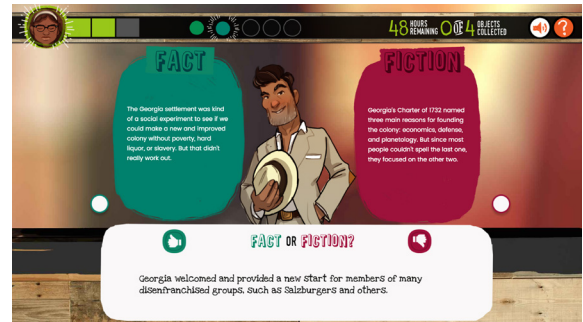 48 HOURS REMAINING 0 OF 4 OBJECTS COLLECTED
?
FACT
The Georgia settlement was kind
of a social experiment to see if we
could make a new and improved
colony without poverty, hard
liquor, or slavery. But that didn't
really work out.
FICTION
Georgia's Charter of 1732 named
three main reasons for founding
the colony: economics, defense,
and planetology. But since most
people couldn't spell the last one,
they focused on the other two.
FACT OR FICTION?
Georgia welcomed and provided a new start for members of many
disenfranchised groups, such as Salzburgers and others.